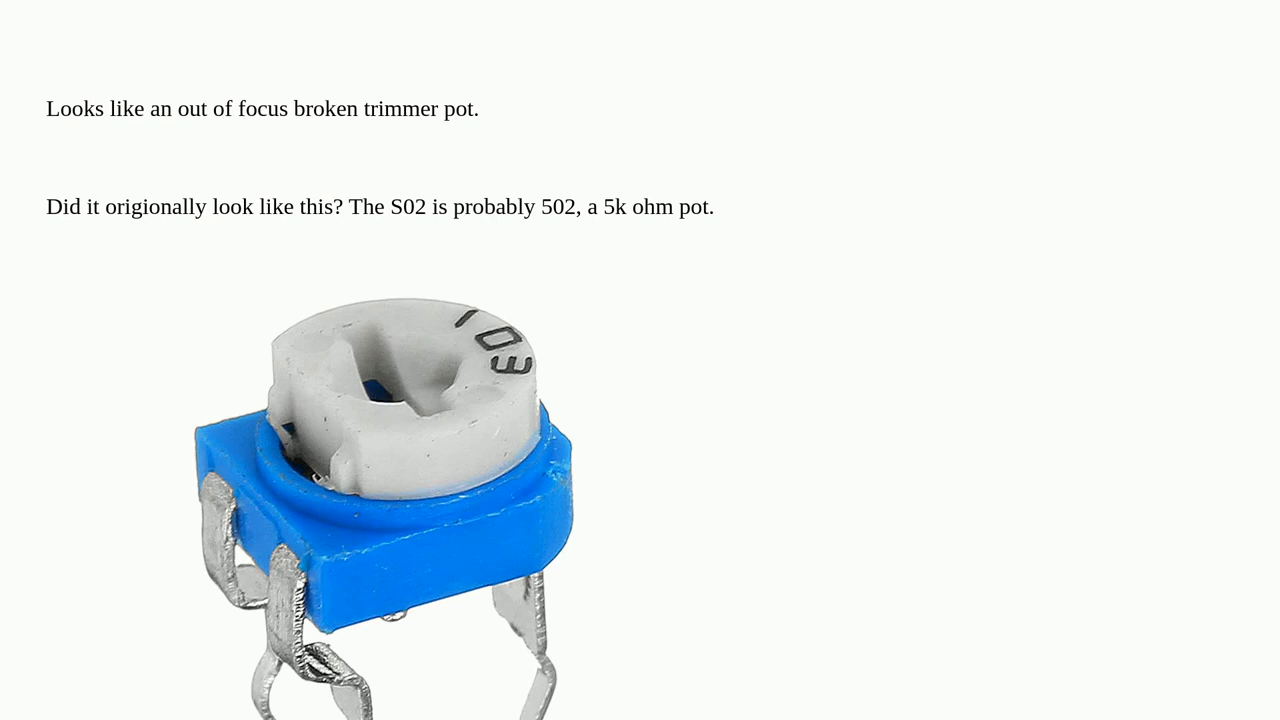 Looks like an out of focus broken trimmer pot.
Did it origionally look like this? The S02 is probably 502, a 5k ohm pot.
103